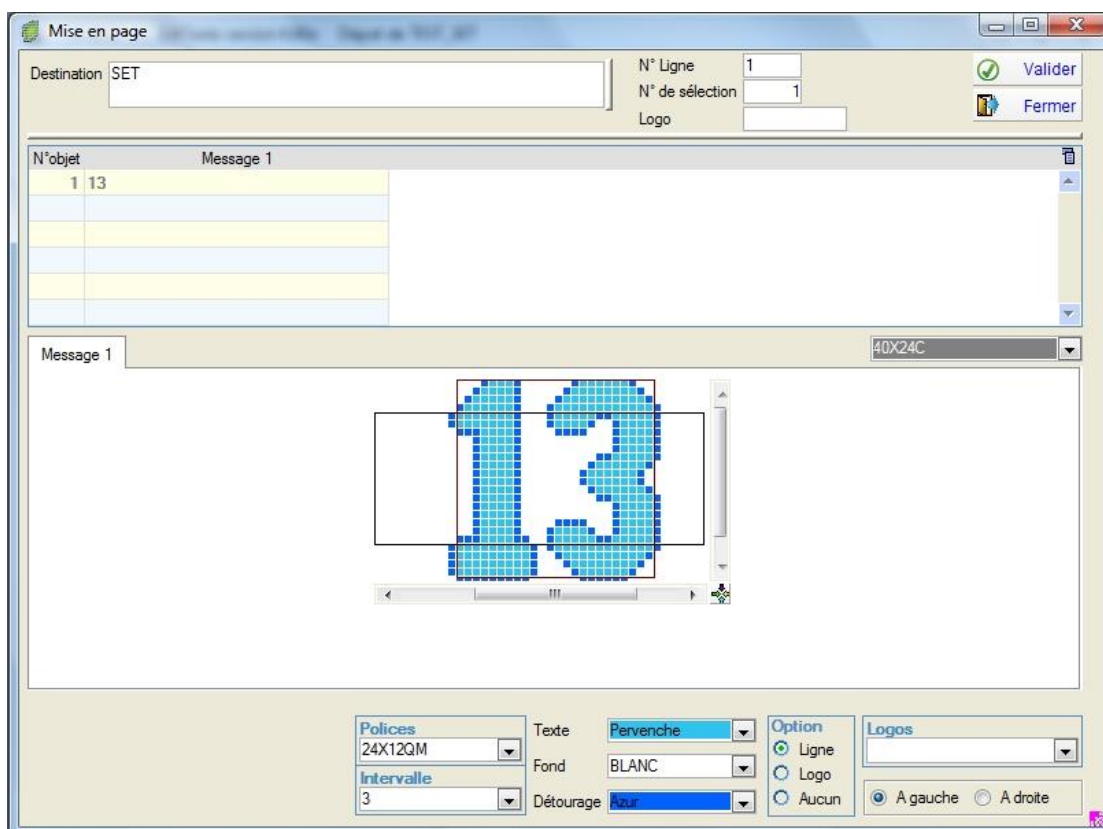 Mise en page
Destination SET
N° Ligne 1
N° de sélection 1
Logo
Valider
Fermer
N°objet Message 1
1 13
Message 1
40X24C
13
Polices
24X12QM
Intervalle
3
Texte Pervenche
Fond BLANC
Détourage Azur
Option
Ligne
Logo
Aucun
Logos
A gauche A droite